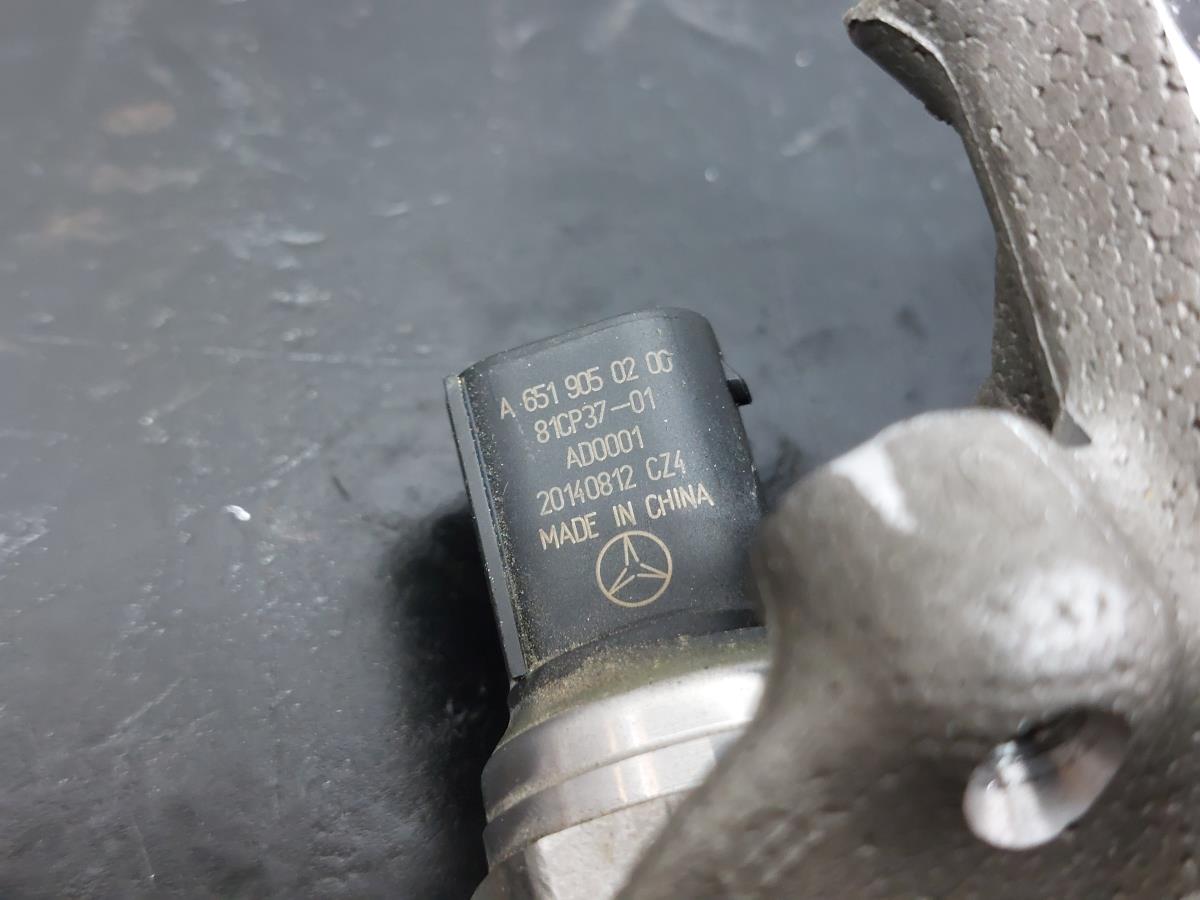 A 651 905 02 00
81CP37-01
AD0001
20140812 CZ4
MADE IN CHINA